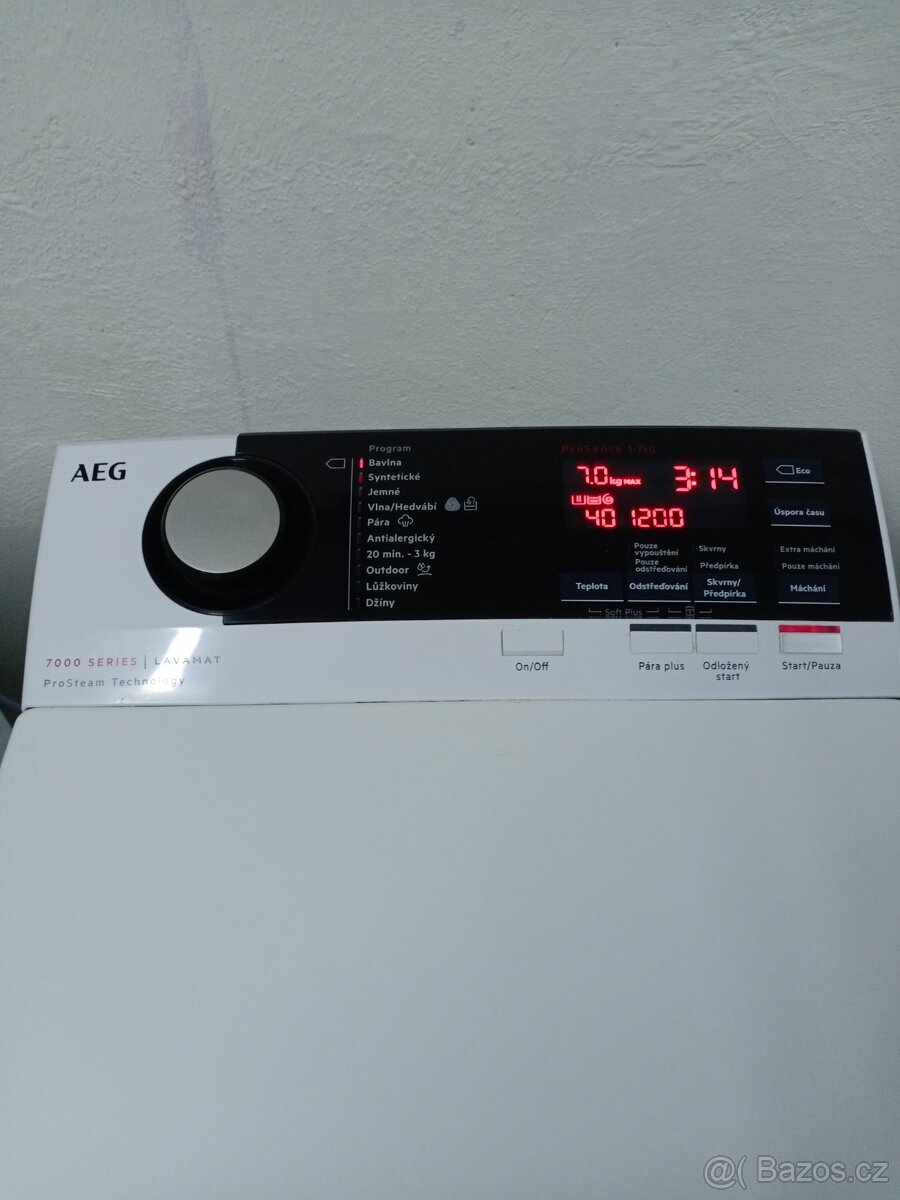 AEG
Program
Bavlna
Syntetické
Jemné
Vlna/Hedvábí
Pára
Antialergický
20 min. - 3 kg
Outdoor
Lůžkoviny
Džíny
ProSense 1-7kg
7.0 kg MAX 3:14
40 1200
Eco
Úspora času
Pouze vypouštění
Pouze odstřeďování
Skvrny
Předpírka
Extra máchání
Pouze máchání
Teplota
Odstřeďování
Skvrny/
Předpírka
Máchání
Soft Plus
7000 SERIES | LAVAMAT
ProSteam Technology
On/Off
Pára plus
Odložený
start
Start/Pauza
@( Bazos.cz